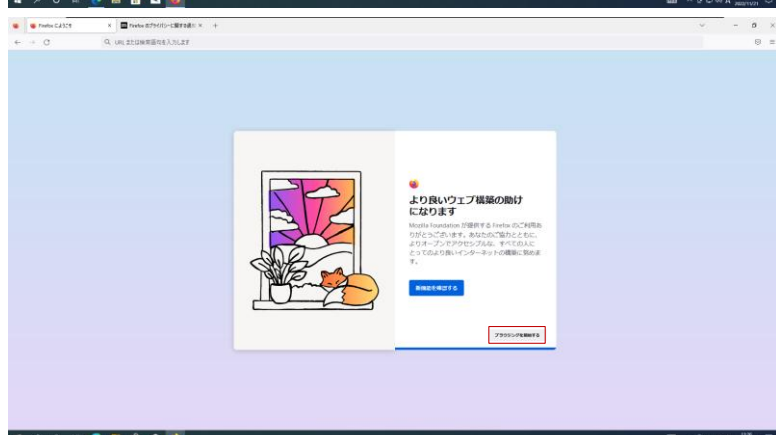 2022/11/21
Firefox にようこそ
Firefox のプライバシーに関する通知
URL または検索語句を入力します
より良いウェブ構築の助け
になります
Mozilla Foundation が提供する Firefox のご利用あ
りがとうございます。あなたのご協力とともに、
よりオープンでアクセシブルな、すべての人に
とってのより良いインターネットの構築に努めま
す。
新機能を確認する
ブラウジングを開始する